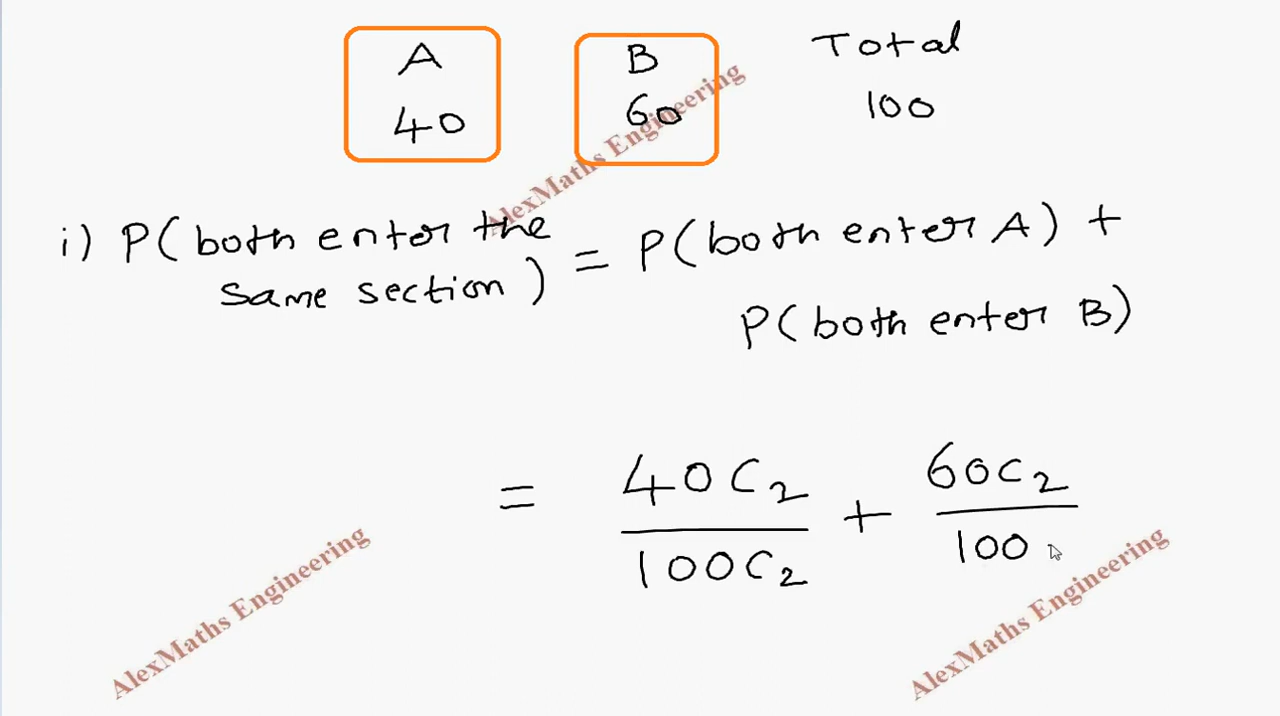 A B Total
40 60 100
AlexMaths Engineering
i) P(both enter the = P(both enter A) +
same section)
P(both enter B)
= 40C2 + 60C2
100C2 100
AlexMaths Engineering
AlexMaths Engineering